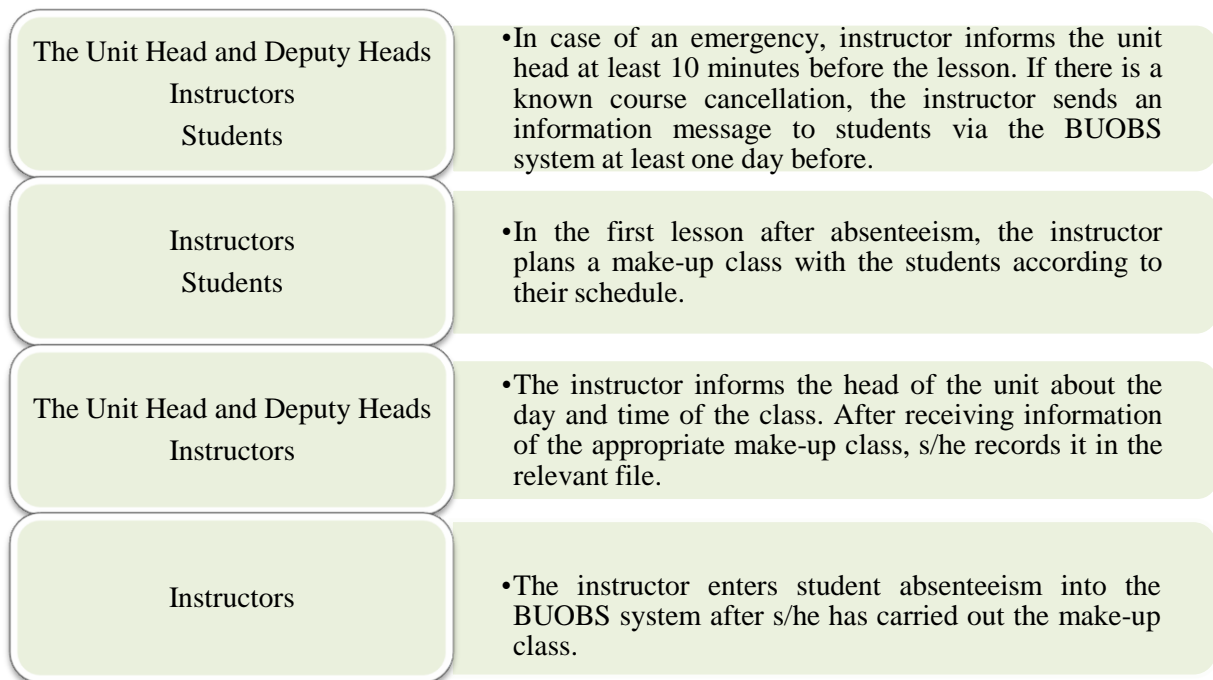 The Unit Head and Deputy Heads
Instructors
Students
•In case of an emergency, instructor informs the unit
head at least 10 minutes before the lesson. If there is a
known course cancellation, the instructor sends an
information message to students via the BUOBS
system at least one day before.
Instructors
Students
•In the first lesson after absenteeism, the instructor
plans a make-up class with the students according to
their schedule.
The Unit Head and Deputy Heads
Instructors
•The instructor informs the head of the unit about the
day and time of the class. After receiving information
of the appropriate make-up class, s/he records it in the
relevant file.
Instructors
•The instructor enters student absenteeism into the
BUOBS system after s/he has carried out the make-up
class.